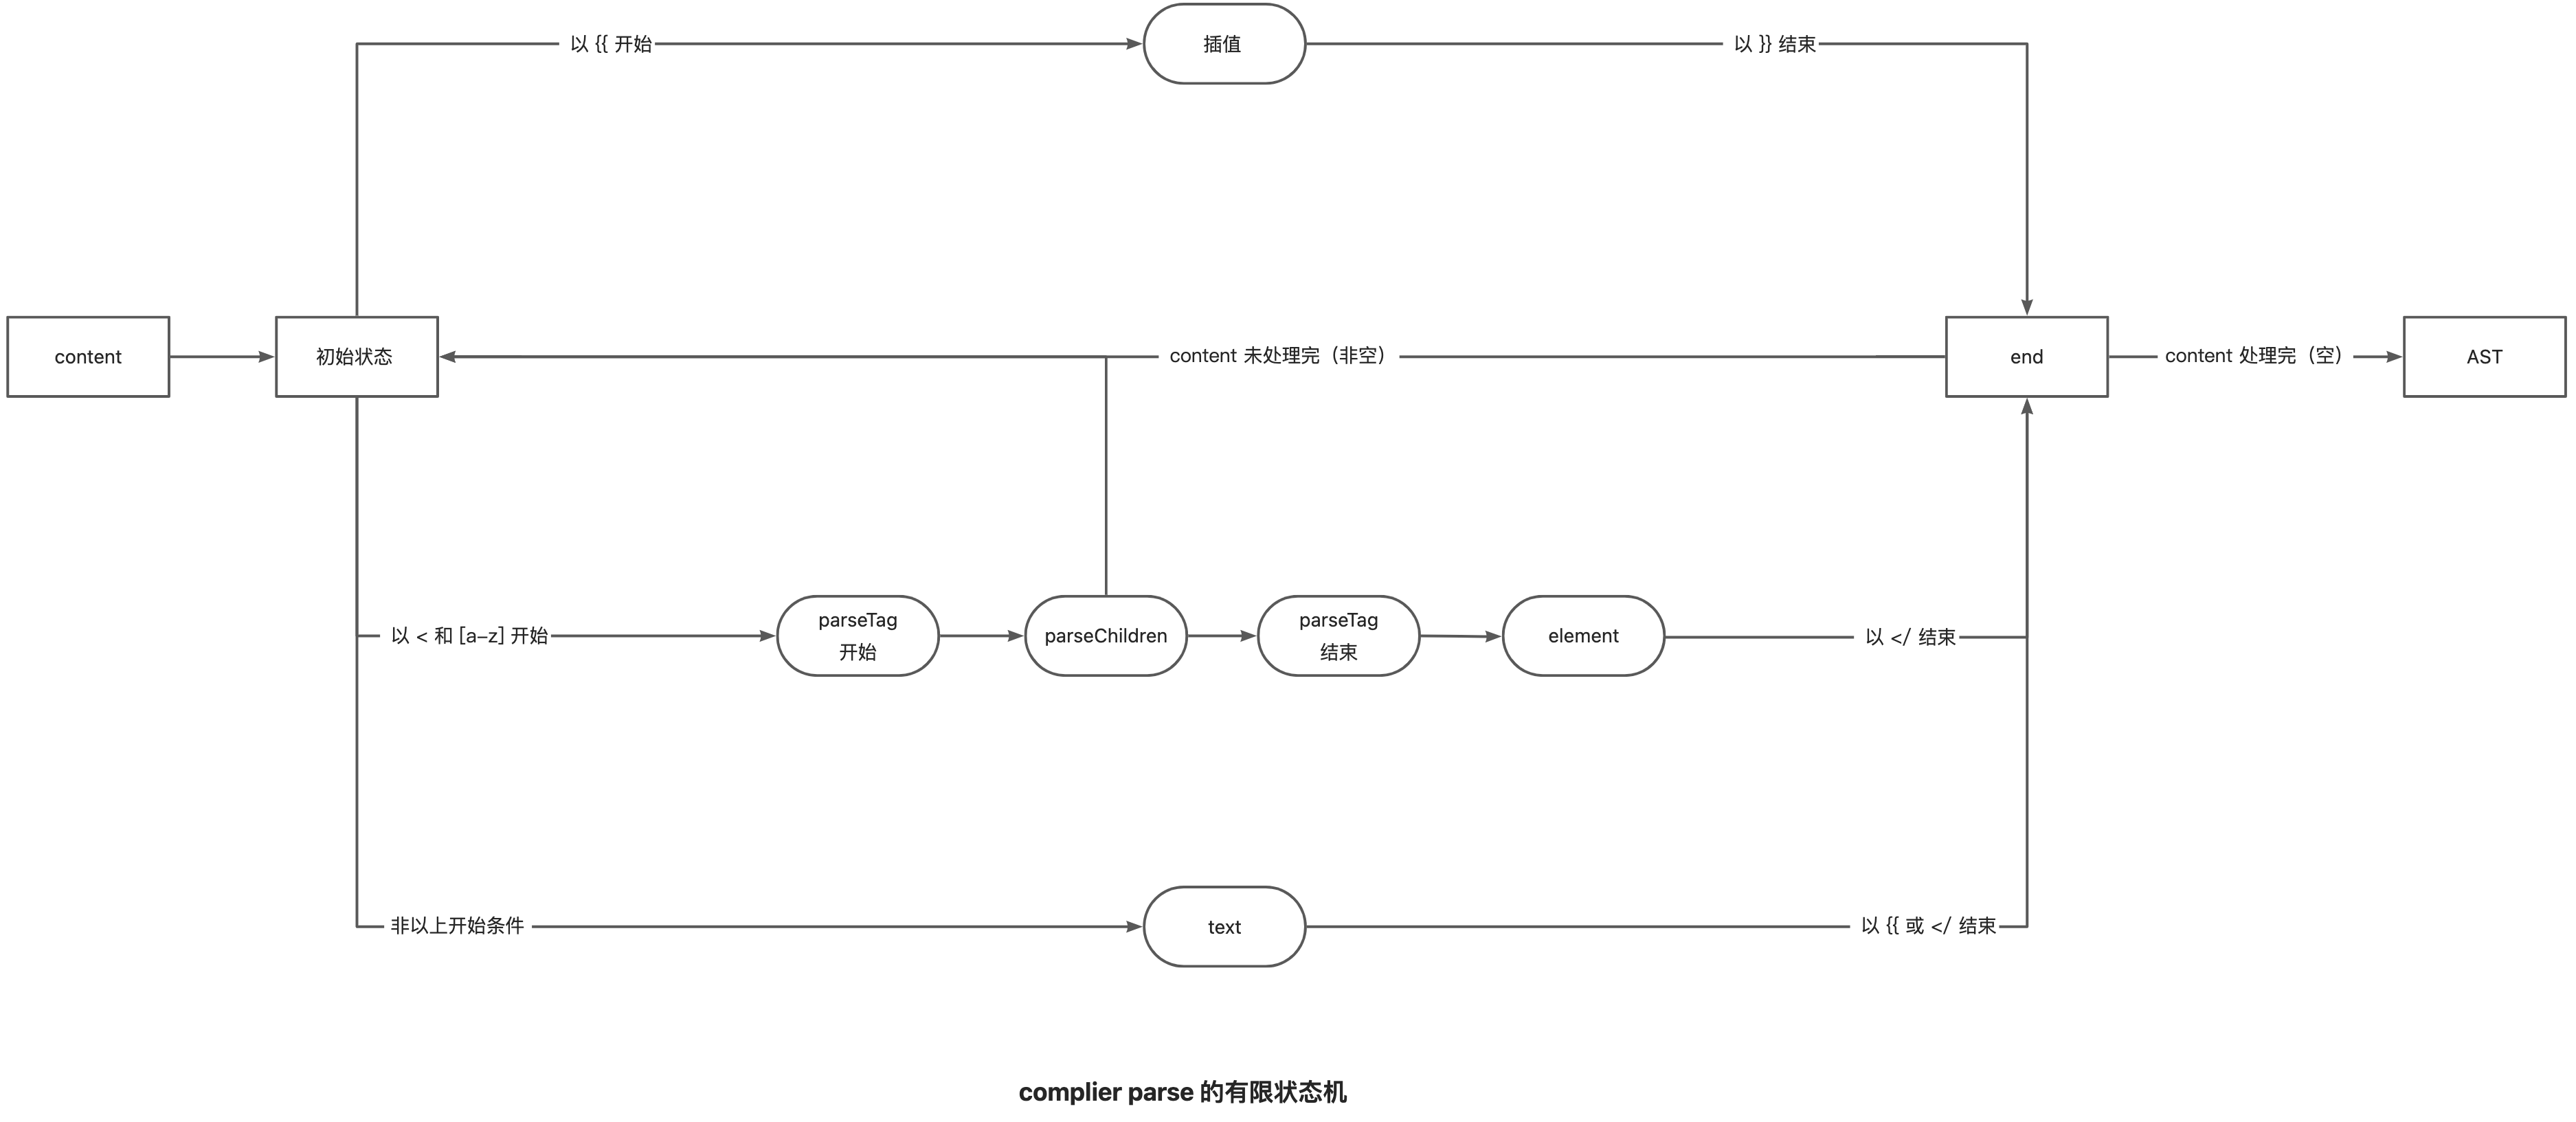 以 {{ 开始
插值
以 }} 结束
content
初始状态
content 未处理完（非空）
end
content 处理完（空）
AST
以 < 和 [a-z] 开始
parseTag
开始
parseChildren
parseTag
结束
element
以 </ 结束
非以上开始条件
text
以 {{ 或 </ 结束
complier parse 的有限状态机